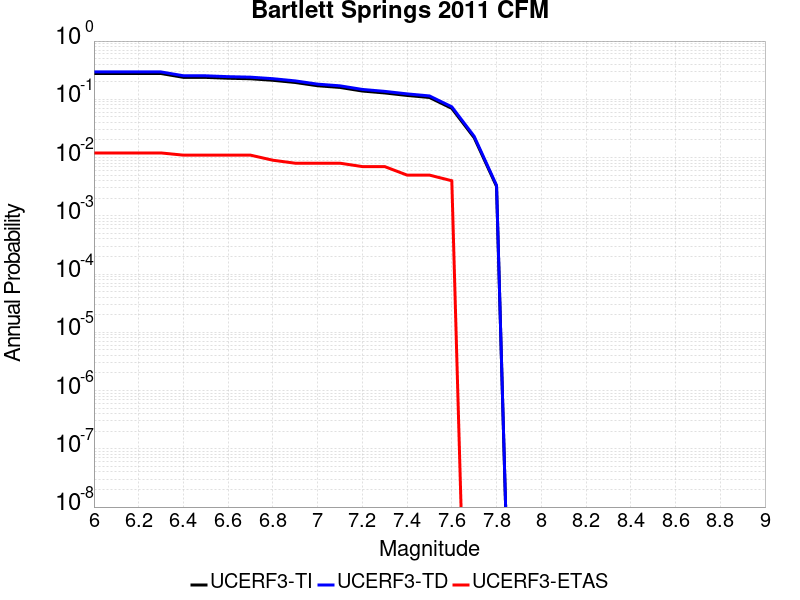 Bartlett Springs 2011 CFM
10^0
10^-1
10^-2
10^-3
10^-4
10^-5
10^-6
10^-7
10^-8
Annual Probability
6 6.2 6.4 6.6 6.8 7 7.2 7.4 7.6 7.8 8 8.2 8.4 8.6 8.8 9
Magnitude
UCERF3-TI UCERF3-TD UCERF3-ETAS